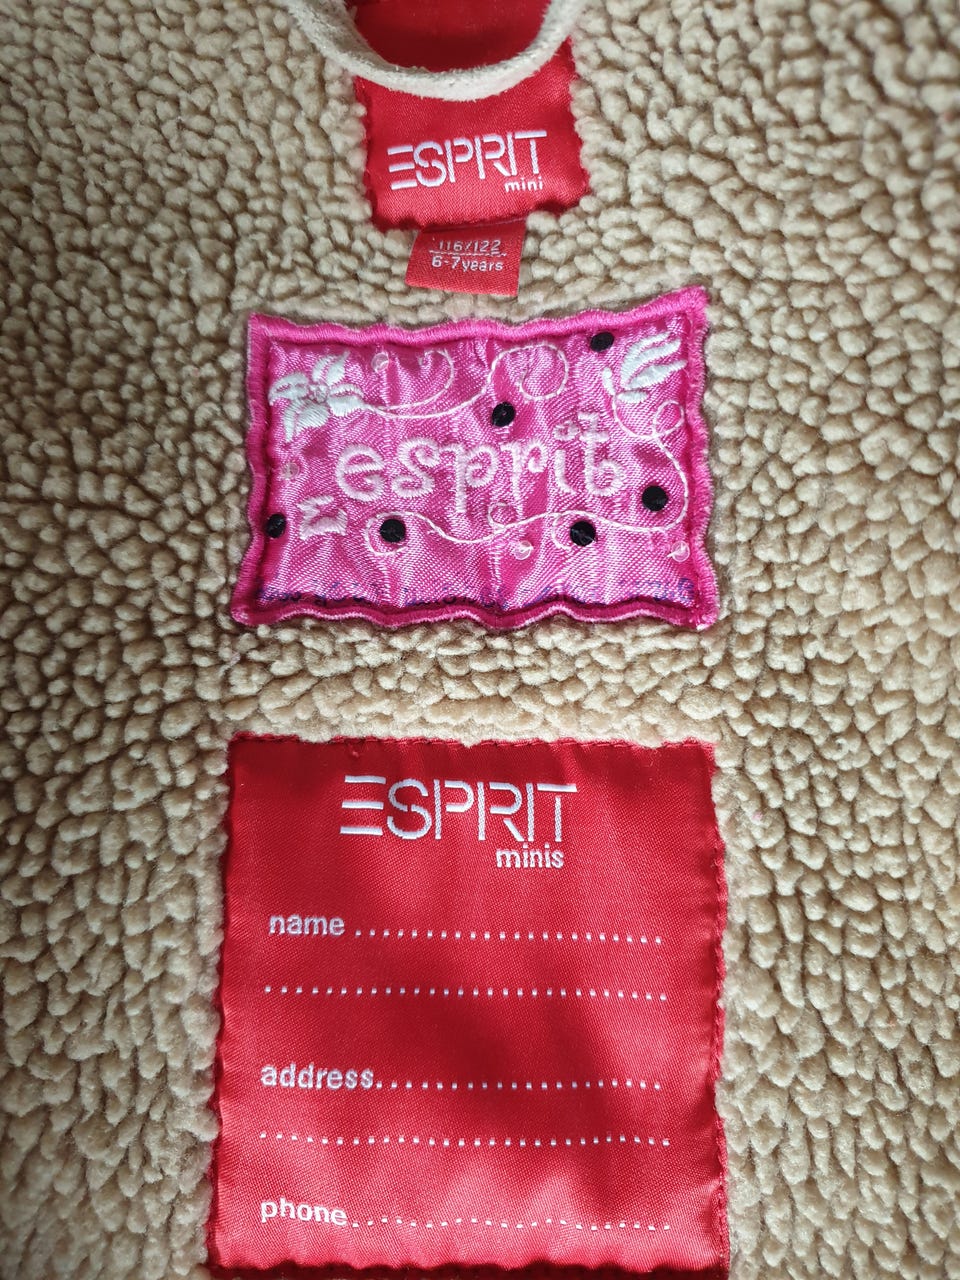 ESPRIT
mini
116/122
6-7 years
esprit
ESPRIT
minis
name
address
phone